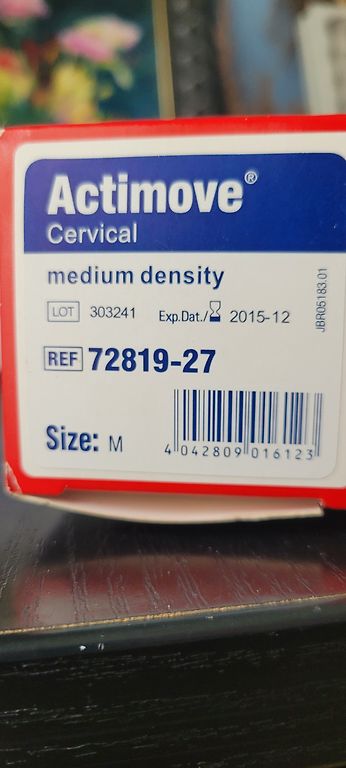 Actimove®
Cervical
medium density
LOT 303241 Exp.Dat./ 2015-12
JBR05183.01
REF 72819-27
Size: M
4 042809 016123